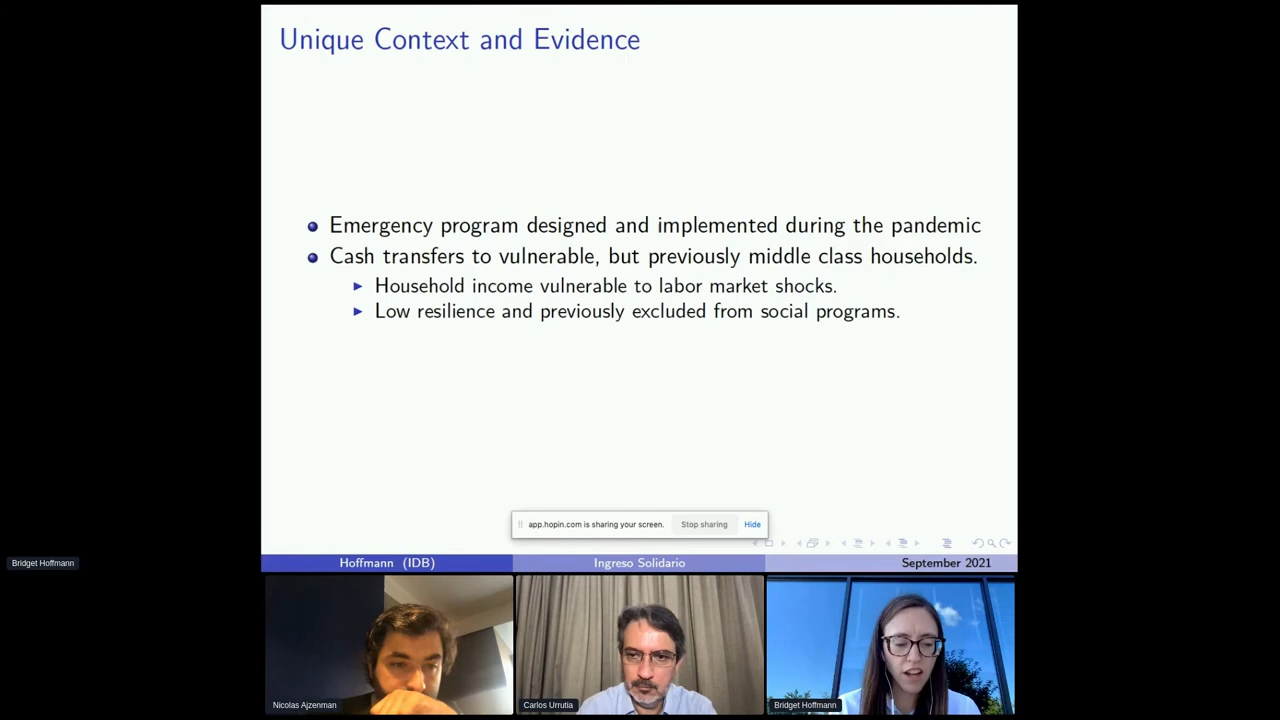 Unique Context and Evidence
Emergency program designed and implemented during the pandemic
Cash transfers to vulnerable, but previously middle class households.
Household income vulnerable to labor market shocks.
Low resilience and previously excluded from social programs.
app.hopin.com is sharing your screen. Stop sharing Hide
Bridget Hoffmann
Hoffmann (IDB) Ingreso Solidario September 2021
Nicolas Ajzenman Carlos Urrutia Bridget Hoffmann